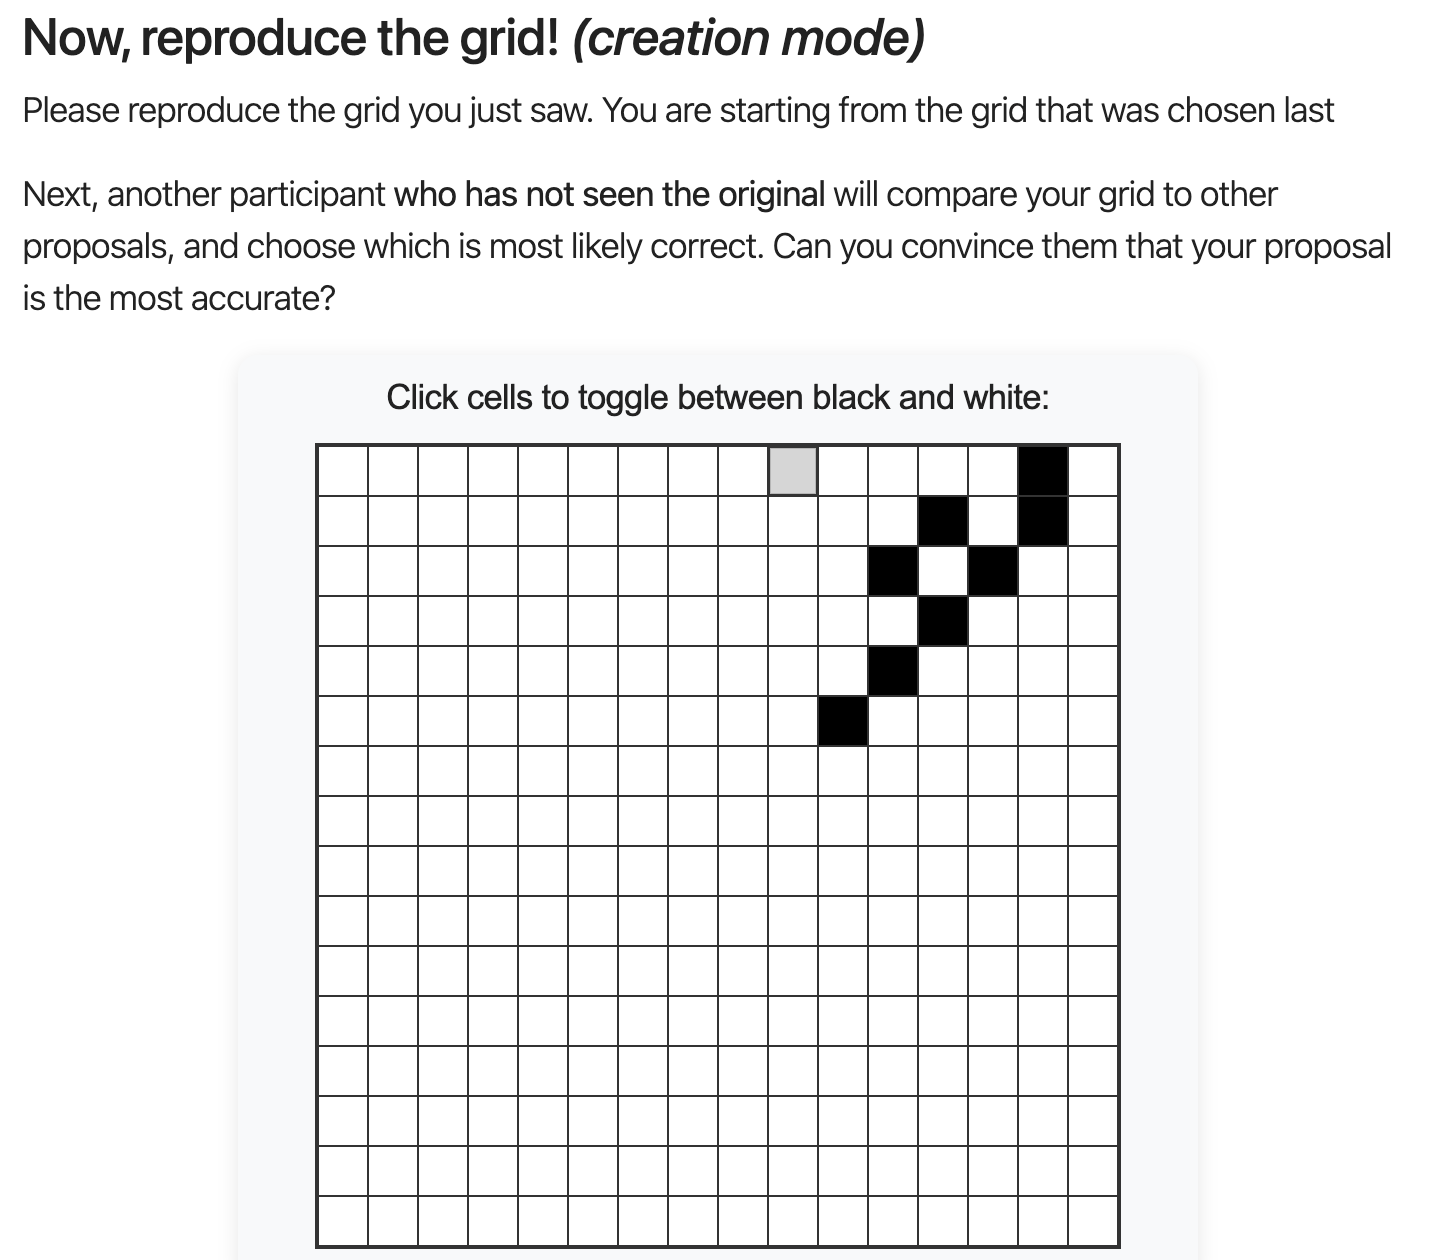 Now, reproduce the grid! (creation mode)
Please reproduce the grid you just saw. You are starting from the grid that was chosen last
Next, another participant who has not seen the original will compare your grid to other
proposals, and choose which is most likely correct. Can you convince them that your proposal
is the most accurate?
Click cells to toggle between black and white: